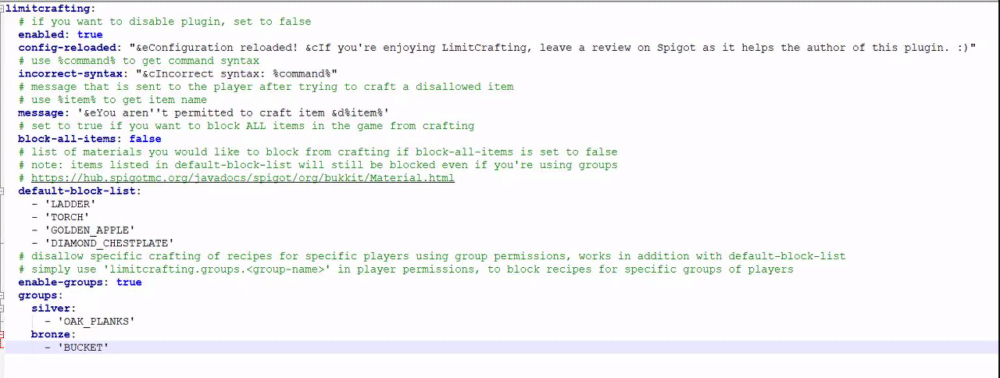 limitcrafting:
# if you want to disable plugin, set to false
enabled: true
config-reloaded: "&eConfiguration reloaded! &cIf you're enjoying LimitCrafting, leave a review on Spigot as it helps the author of this plugin. :)"
# use %command% to get command syntax
incorrect-syntax: "&cIncorrect syntax: %command%"
# message that is sent to the player after trying to craft a disallowed item
# use %item% to get item name
message: '&eYou aren''t permitted to craft item &d%item%'
# set to true if you want to block ALL items in the game from crafting
block-all-items: false
# list of materials you would like to block from crafting if block-all-items is set to false
# note: items listed in default-block-list will still be blocked even if you're using groups
# https://hub.spigotmc.org/javadocs/spigot/org/bukkit/Material.html
default-block-list:
- 'LADDER'
- 'TORCH'
- 'GOLDEN_APPLE'
- 'DIAMOND_CHESTPLATE'
# disallow specific crafting of recipes for specific players using group permissions, works in addition with default-block-list
# simply use 'limitcrafting.groups.<group-name>' in player permissions, to block recipes for specific groups of players
enable-groups: true
groups:
silver:
- 'OAK_PLANKS'
bronze:
- 'BUCKET'